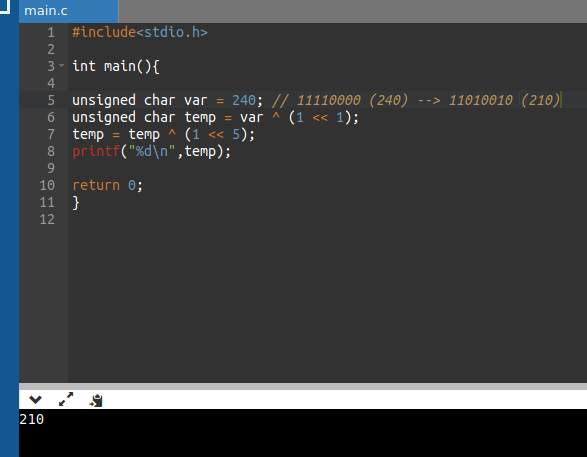 main.c
1 #include<stdio.h>
2
3 int main(){
4
5 unsigned char var = 240; // 11110000 (240) --> 11010010 (210)
6 unsigned char temp = var ^ (1 << 1);
7 temp = temp ^ (1 << 5);
8 printf("%d\n",temp);
9
10 return 0;
11 }
12
210